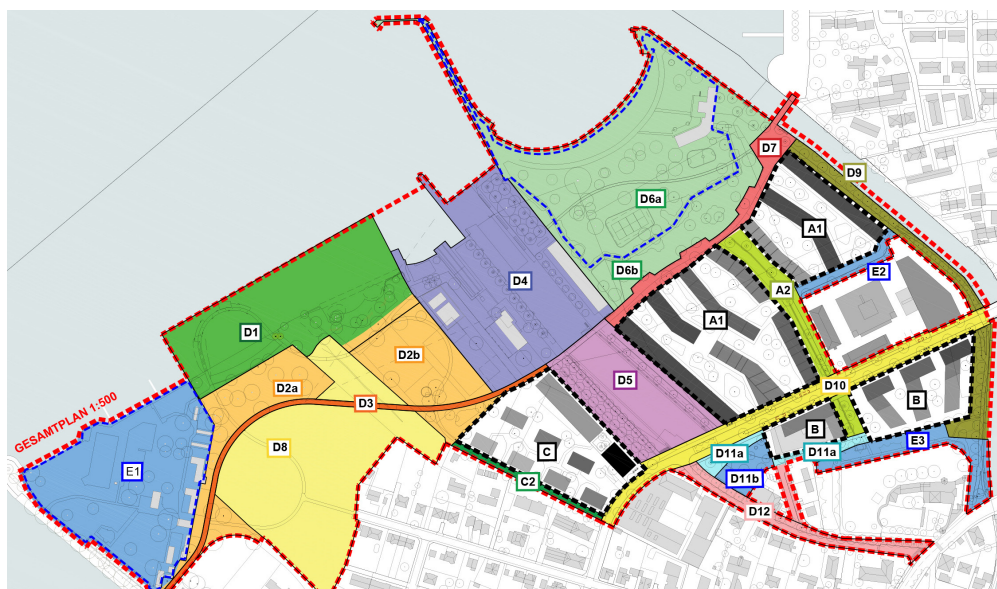 D7
D9
D6a
A1
E2
D6b
D4
A2
A1
D1
D2b
D5
D2a
D10
D3
B
GESAMTPLAN 1:500
B
D8
E3
C
D11a
D11a
E1
D11b
C2
D12